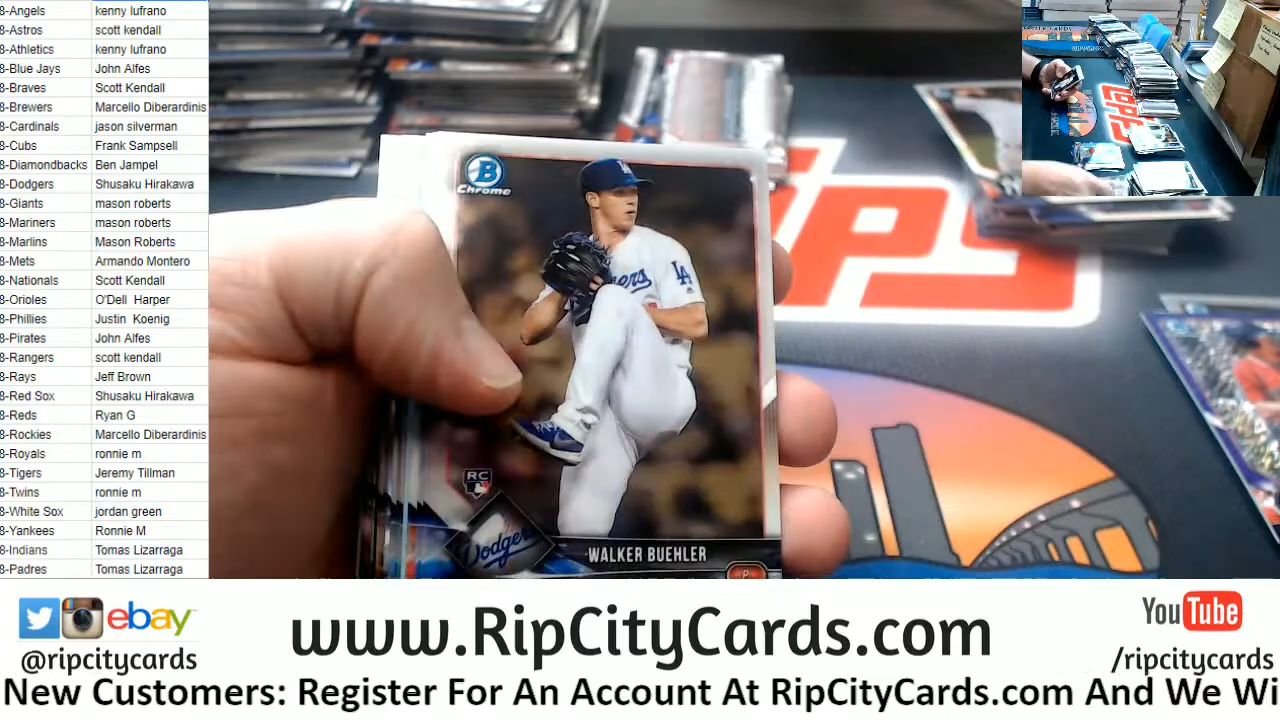 8-Angels kenny lufrano
8-Astros scott kendall
8-Athletics kenny lufrano
8-Blue Jays John Alfes
8-Braves Scott Kendall
8-Brewers Marcello Diberardinis
8-Cardinals jason silverman
8-Cubs Frank Sampsell
8-Diamondbacks Ben Jampel
8-Dodgers Shusaku Hirakawa
8-Giants mason roberts
8-Mariners mason roberts
8-Marlins Mason Roberts
8-Mets Armando Montero
8-Nationals Scott Kendall
8-Orioles O'Dell Harper
8-Phillies Justin Koenig
8-Pirates John Alfes
8-Rangers scott kendall
8-Rays Jeff Brown
8-Red Sox Shusaku Hirakawa
8-Reds Ryan G
8-Rockies Marcello Diberardinis
8-Royals ronnie m
8-Tigers Jeremy Tillman
8-Twins ronnie m
8-White Sox jordan green
8-Yankees Ronnie M
8-Indians Tomas Lizarraga
8-Padres Tomas Lizarraga
B
Chrome
LA
LA
RC
Dodgers
WALKER BUEHLER
P
TOPPS
ebay
@ripcitycards
www.RipCityCards.com
YouTube
/ripcitycards
New Customers: Register For An Account At RipCityCards.com And We Wi